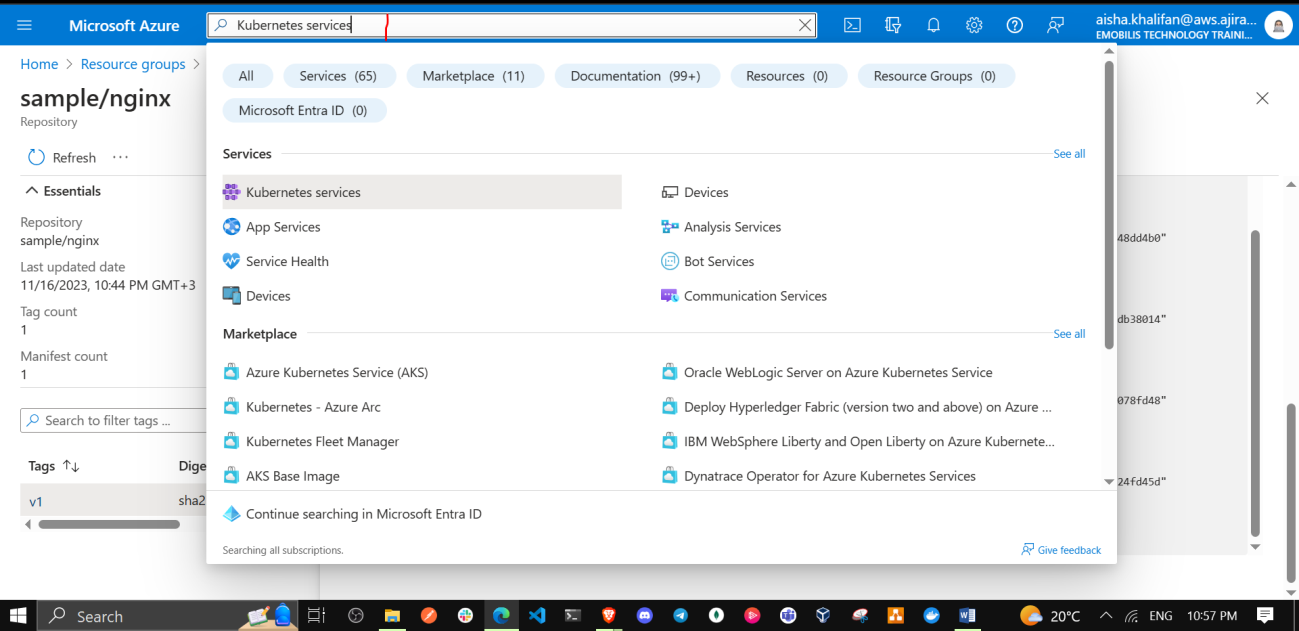 Microsoft Azure
Kubernetes services
aisha.khalifan@aws.ajira...
EMOBILIS TECHNOLOGY TRAINI...
Home > Resource groups >
sample/nginx
Repository
Refresh ...
Essentials
Repository
sample/nginx
Last updated date
11/16/2023, 10:44 PM GMT+3
Tag count
1
Manifest count
1
Search to filter tags ...
Tags Dige
v1 sha2
All Services (65) Marketplace (11) Documentation (99+) Resources (0) Resource Groups (0)
Microsoft Entra ID (0)
Services See all
Kubernetes services Devices
App Services Analysis Services
Service Health Bot Services
Devices Communication Services
Marketplace See all
Azure Kubernetes Service (AKS) Oracle WebLogic Server on Azure Kubernetes Service
Kubernetes - Azure Arc Deploy Hyperledger Fabric (version two and above) on Azure ...
Kubernetes Fleet Manager IBM WebSphere Liberty and Open Liberty on Azure Kubernete...
AKS Base Image Dynatrace Operator for Azure Kubernetes Services
Continue searching in Microsoft Entra ID
Searching all subscriptions. Give feedback
48dd4b0"
db38014"
078fd48"
24fd45d"
Search 20°C ENG 10:57 PM